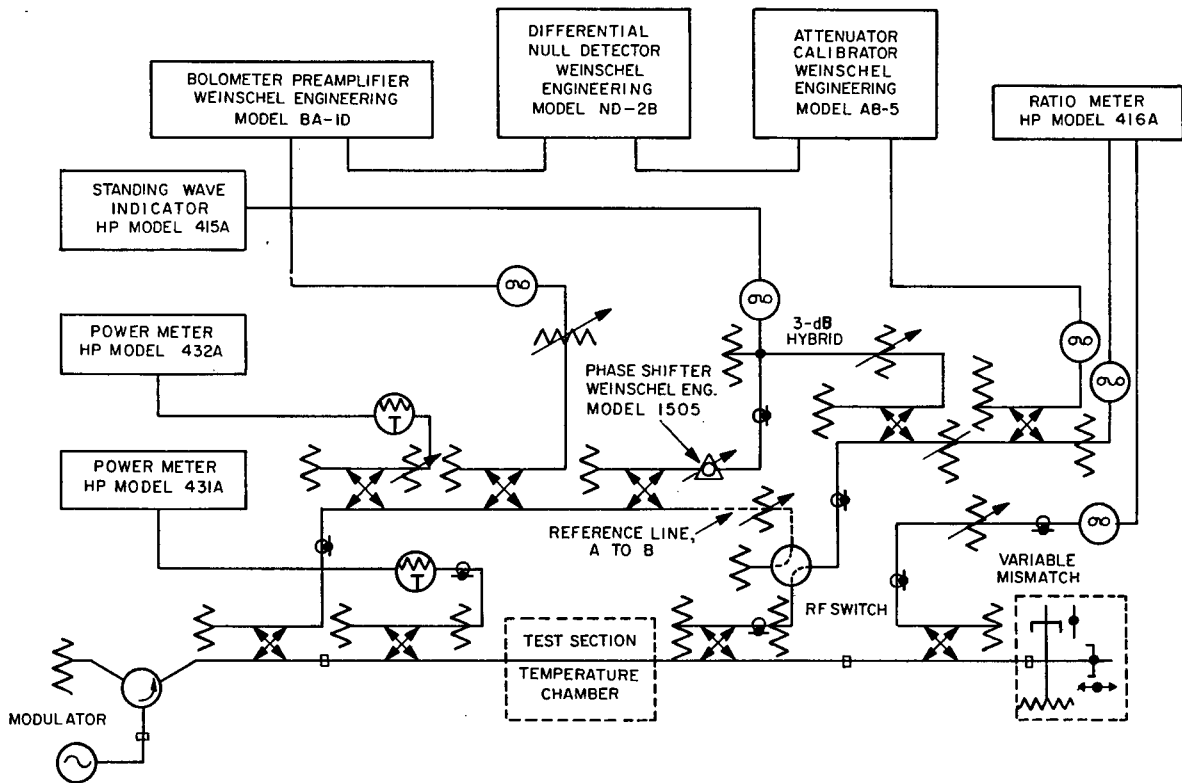 DIFFERENTIAL
NULL DETECTOR
WEINSCHEL
ENGINEERING
MODEL ND-2B
ATTENUATOR
CALIBRATOR
WEINSCHEL
ENGINEERING
MODEL AB-5
BOLOMETER PREAMPLIFIER
WEINSCHEL ENGINEERING
MODEL BA-1D
RATIO METER
HP MODEL 416A
STANDING WAVE
INDICATOR
HP MODEL 415A
3-dB
HYBRID
POWER METER
HP MODEL 432A
PHASE SHIFTER
WEINSCHEL ENG.
MODEL 1505
T
POWER METER
HP MODEL 431A
REFERENCE LINE,
A TO B
T
VARIABLE
MISMATCH
RF SWITCH
TEST SECTION
TEMPERATURE
CHAMBER
MODULATOR